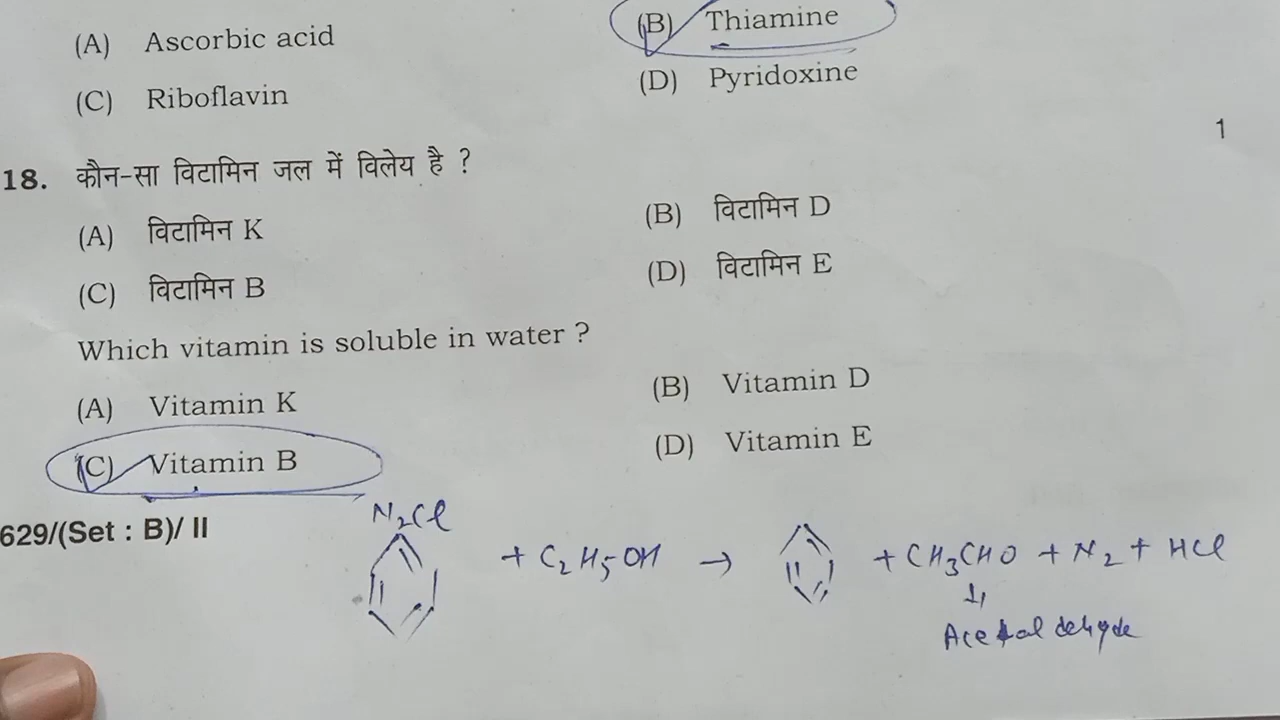 (A) Ascorbic acid (B) Thiamine
(C) Riboflavin (D) Pyridoxine
1
18. कौन-सा विटामिन जल में विलेय है ?
(A) विटामिन K (B) विटामिन D
(C) विटामिन B (D) विटामिन E
Which vitamin is soluble in water ?
(A) Vitamin K (B) Vitamin D
(C) Vitamin B (D) Vitamin E
629/(Set : B)/ II
N₂Cl
+ C₂H₅OH → + CH₃CHO + N₂ + HCl
↓
Acetaldehyde